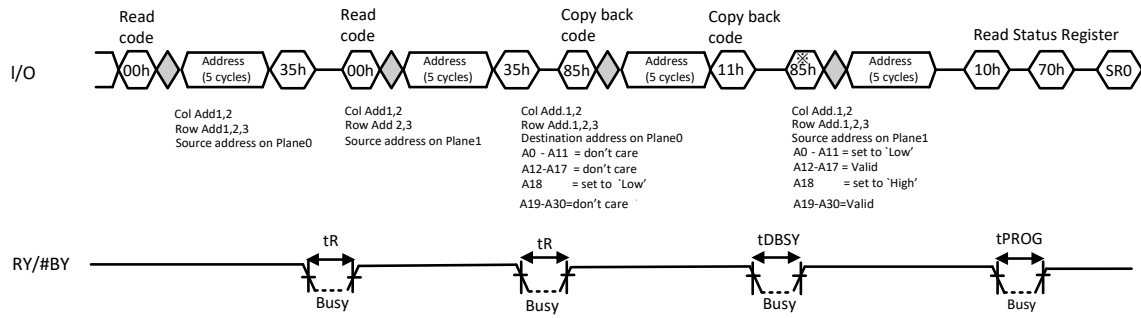 Read code
Read code
Copy back code
Copy back code
Read Status Register
I/O
00h
Address (5 cycles)
35h
00h
Address (5 cycles)
35h
85h
Address (5 cycles)
11h
※
85h
Address (5 cycles)
10h
70h
SR0
Col Add1,2
Row Add1,2,3
Source address on Plane0
Col Add1,2
Row Add 2,3
Source address on Plane1
Col Add.1,2
Row Add.1,2,3
Destination address on Plane0
A0 - A11 = don't care
A12-A17 = don't care
A18 = set to `Low'
A19-A30=don't care
Col Add.1,2
Row Add.1,2,3
Source address on Plane1
A0 - A11 = set to `Low'
A12-A17 = Valid
A18 = set to `High'
A19-A30=Valid
RY/#BY
tR
Busy
tR
Busy
tDBSY
Busy
tPROG
Busy